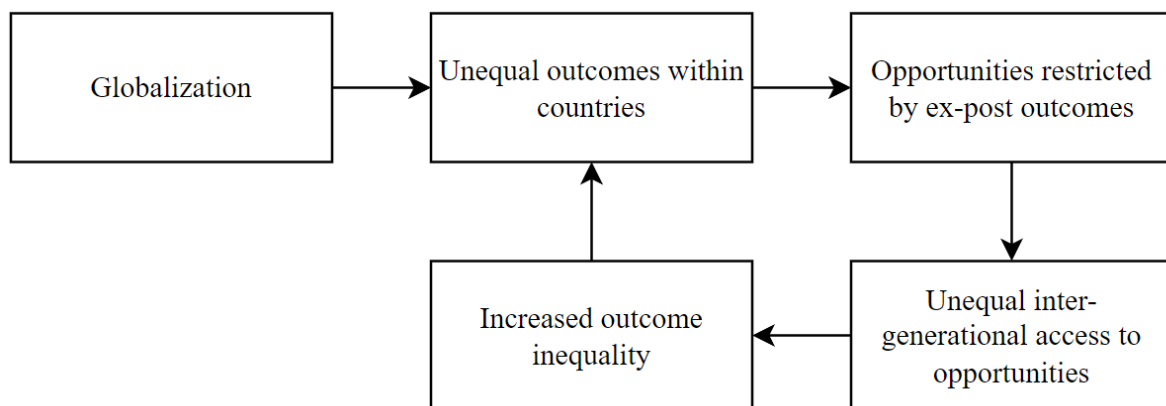 Globalization
Unequal outcomes within
countries
Opportunities restricted
by ex-post outcomes
Increased outcome
inequality
Unequal inter-
generational access to
opportunities